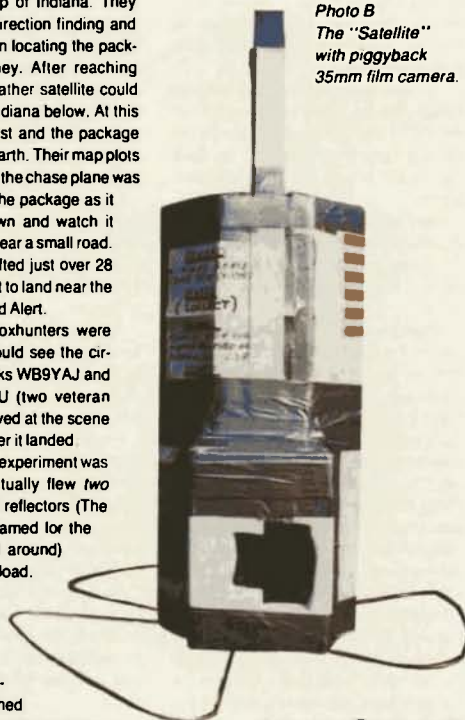 p of Indiana. They
irection finding and
n locating the pack-
ney. After reaching
ather satellite could
diana below. At this
st and the package
arth. Their map plots
the chase plane was
he package as it
wn and watch it
ear a small road.
fted just over 28
t to land near the
d Alert.
oxhunters were
ould see the cir-
ks WB9YAJ and
U (two veteran
ved at the scene
er it landed
experiment was
tually flew two
reflectors (The
amed for the
around)
load.
-
ned
Photo B
The "Satellite"
with piggyback
35mm film camera.